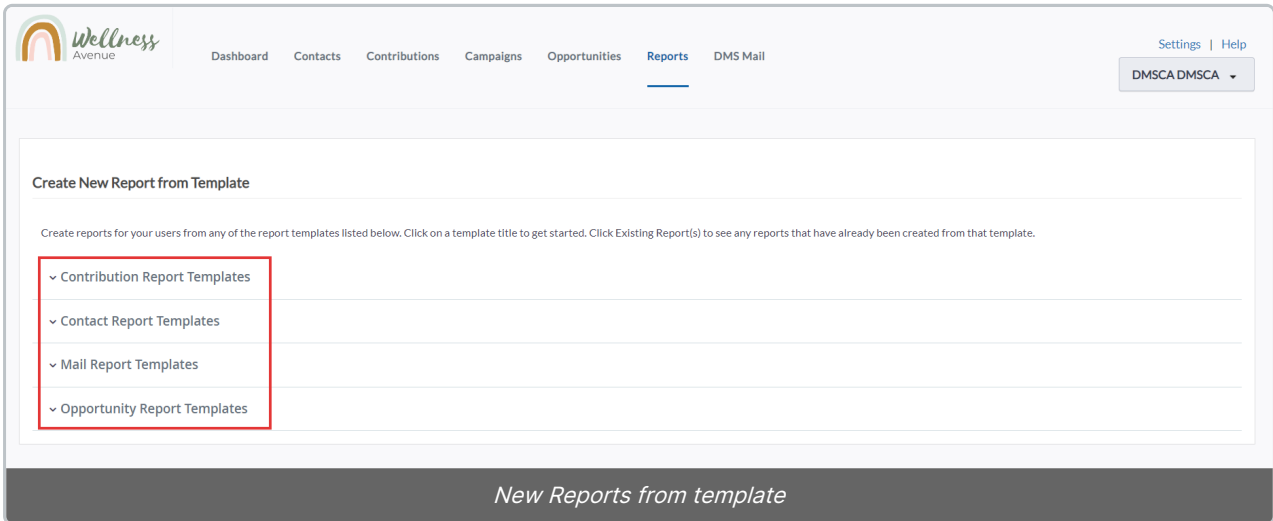 Wellness
Avenue
Dashboard Contacts Contributions Campaigns Opportunities Reports DMS Mail
Settings | Help
DMSCA DMSCA
Create New Report from Template
Create reports for your users from any of the report templates listed below. Click on a template title to get started. Click Existing Report(s) to see any reports that have already been created from that template.
Contribution Report Templates
Contact Report Templates
Mail Report Templates
Opportunity Report Templates
New Reports from template